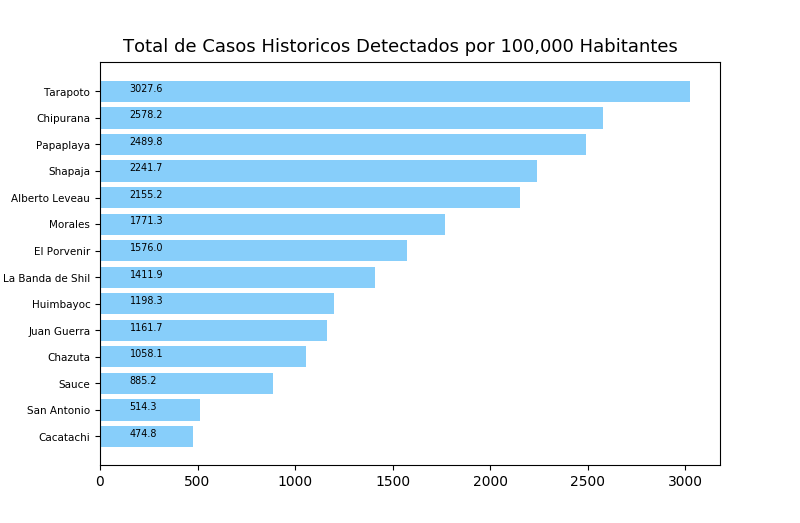 Total de Casos Historicos Detectados por 100,000 Habitantes
Tarapoto 3027.6
Chipurana 2578.2
Papaplaya 2489.8
Shapaja 2241.7
Alberto Leveau 2155.2
Morales 1771.3
El Porvenir 1576.0
La Banda de Shil 1411.9
Huimbayoc 1198.3
Juan Guerra 1161.7
Chazuta 1058.1
Sauce 885.2
San Antonio 514.3
Cacatachi 474.8
0 500 1000 1500 2000 2500 3000